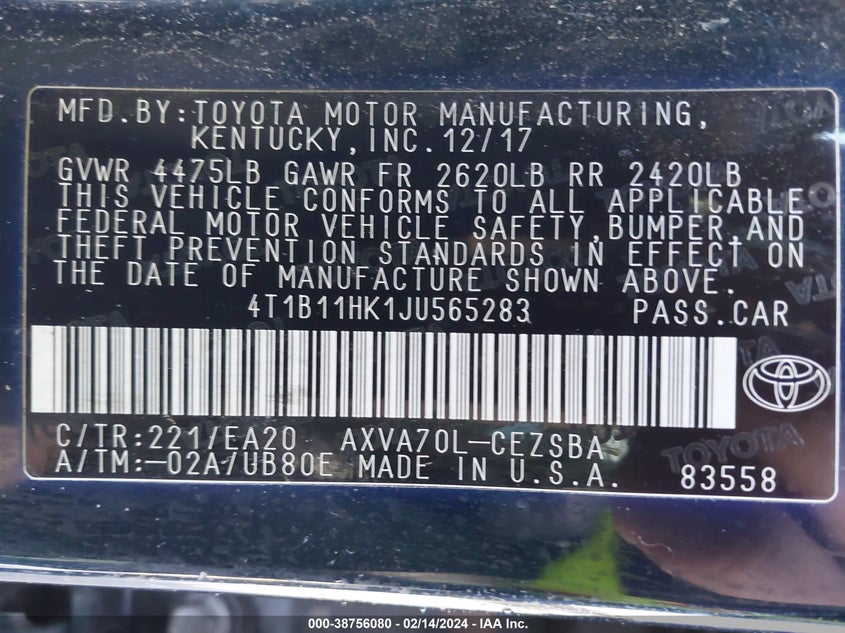 MFD.BY:TOYOTA MOTOR MANUFACTURING,
KENTUCKY,INC.12/17
GVWR 4475LB GAWR FR 2620LB RR 2420LB
THIS VEHICLE CONFORMS TO ALL APPLICABLE
FEDERAL MOTOR VEHICLE SAFETY,BUMPER,AND
THEFT PREVENTION STANDARDS IN EFFECT ON
THE DATE OF MANUFACTURE SHOWN ABOVE.
4T1B11HK1JU565283 PASS.CAR
C/TR:221/EA20 AXVA70L-CEZSBA
A/TM:-02A/UB80E MADE IN U.S.A. 83558
TOYOTA
000-38756080 - 02/14/2024 - IAA Inc.